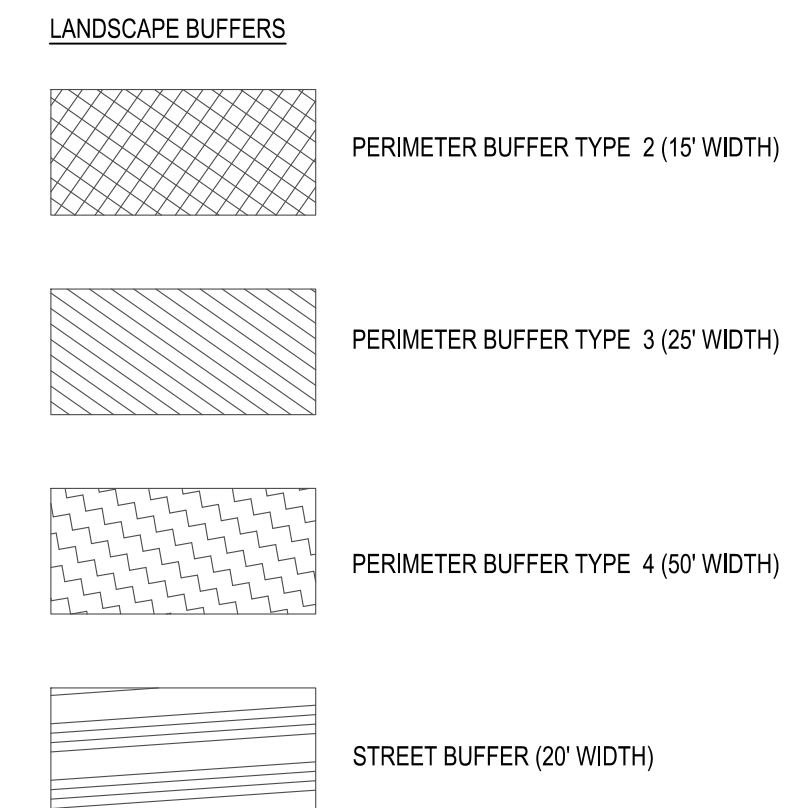 LANDSCAPE BUFFERS
PERIMETER BUFFER TYPE 2 (15' WIDTH)
PERIMETER BUFFER TYPE 3 (25' WIDTH)
PERIMETER BUFFER TYPE 4 (50' WIDTH)
STREET BUFFER (20' WIDTH)